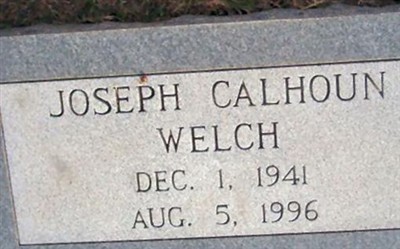 JOSEPH CALHOUN
WELCH
DEC. 1, 1941
AUG. 5, 1996